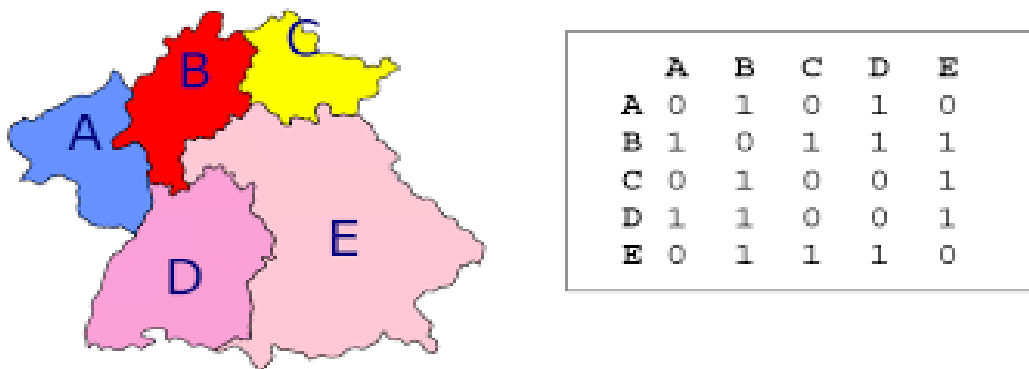 A
B
C
D
E
A B C D E
A 0 1 0 1 0
B 1 0 1 1 1
C 0 1 0 0 1
D 1 1 0 0 1
E 0 1 1 1 0